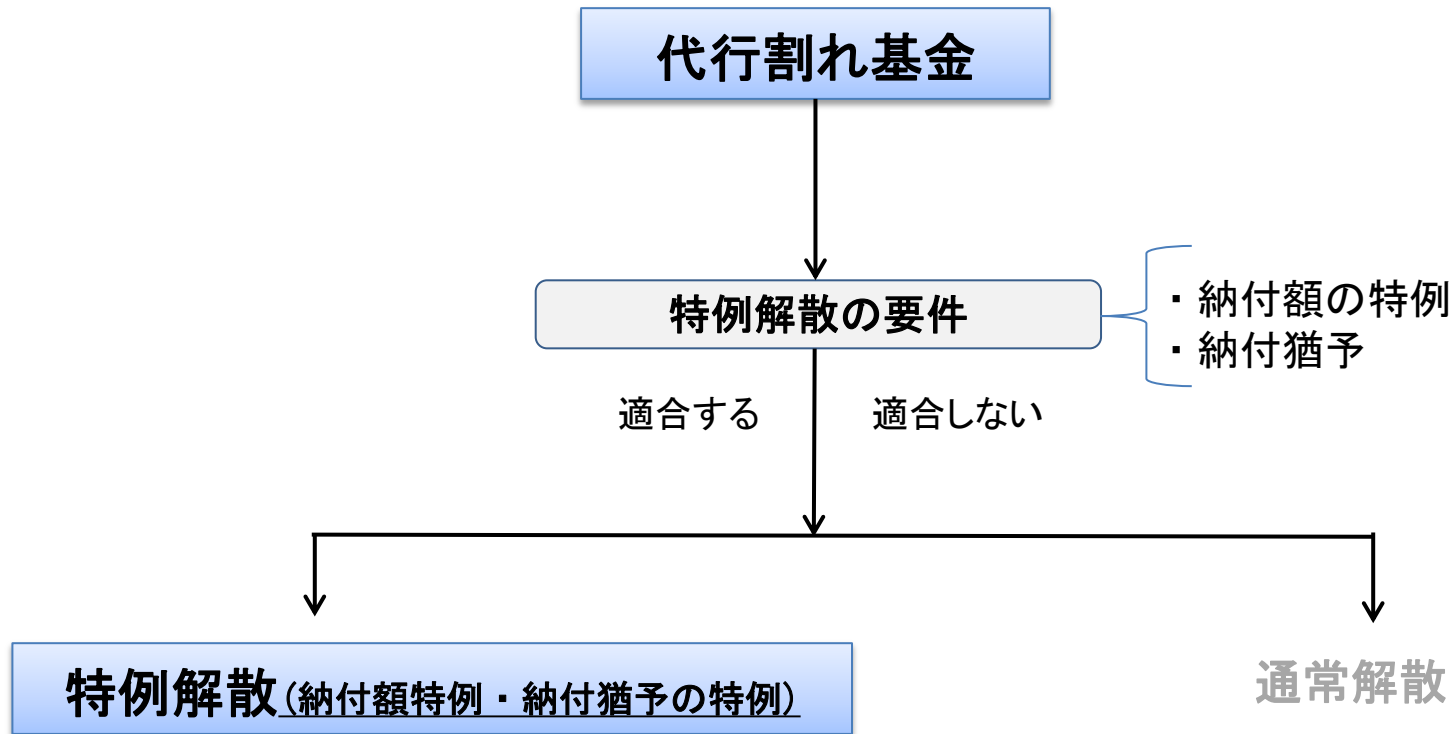 代行割れ基金
特例解散の要件
・納付額の特例
・納付猶予
適合する
適合しない
特例解散(納付額特例・納付猶予の特例)
通常解散